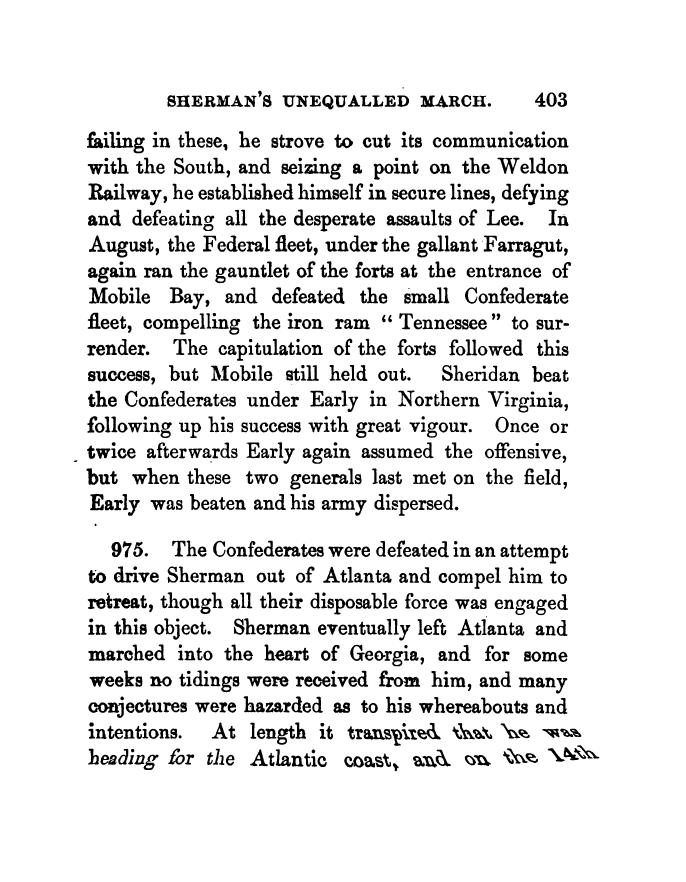 SHERMAN'S UNEQUALLED MARCH. 403
failing in these, he strove to cut its communication
with the South, and seizing a point on the Weldon
Railway, he established himself in secure lines, defying
and defeating all the desperate assaults of Lee. In
August, the Federal fleet, under the gallant Farragut,
again ran the gauntlet of the forts at the entrance of
Mobile Bay, and defeated the small Confederate
fleet, compelling the iron ram “ Tennessee” to sur-
render. The capitulation of the forts followed this
success, but Mobile still held out. Sheridan beat
the Confederates under Early in Northern Virginia,
following up his success with great vigour. Once or
twice afterwards Early again assumed the offensive,
but when these two generals last met on the field,
Early was beaten and his army dispersed.
975. The Confederates were defeated in an attempt
to drive Sherman out of Atlanta and compel him to
retreat, though all their disposable force was engaged
in this object. Sherman eventually left Atlanta and
marched into the heart of Georgia, and for some
weeks no tidings were received from him, and many
conjectures were hazarded as to his whereabouts and
intentions. At length it transpired that he was
heading for the Atlantic coast, and on the 14th